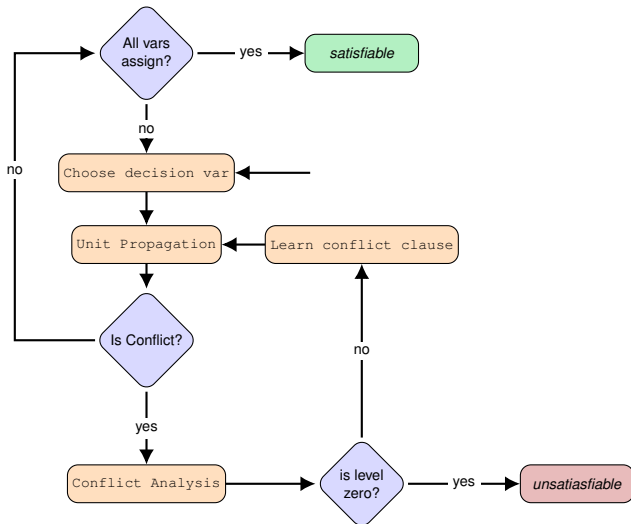 All vars
assign?
yes
satisfiable
no
no
Choose decision var
Unit Propagation
Learn conflict clause
Is Conflict?
no
yes
Conflict Analysis
is level
zero?
yes
unsatiasfiable